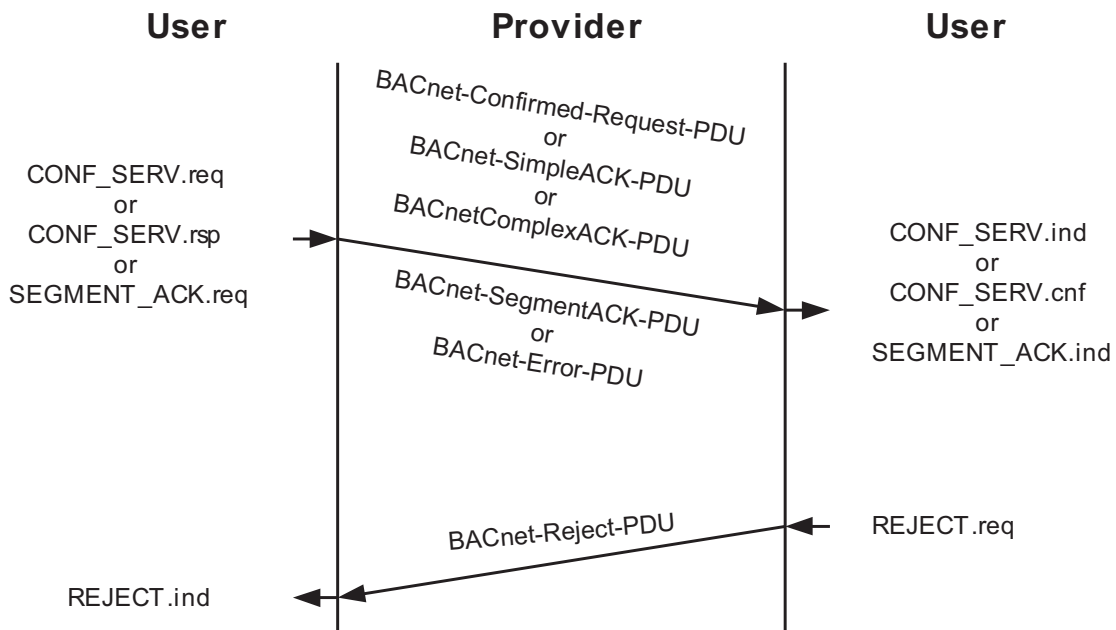 User
Provider
User
BACnet-Confirmed-Request-PDU
or
BACnet-SimpleACK-PDU
or
BACnetComplexACK-PDU
CONF_SERV.req
or
CONF_SERV.rsp
or
SEGMENT_ACK.req
BACnet-SegmentACK-PDU
or
BACnet-Error-PDU
CONF_SERV.ind
or
CONF_SERV.cnf
or
SEGMENT_ACK.ind
BACnet-Reject-PDU
REJECT.req
REJECT.ind